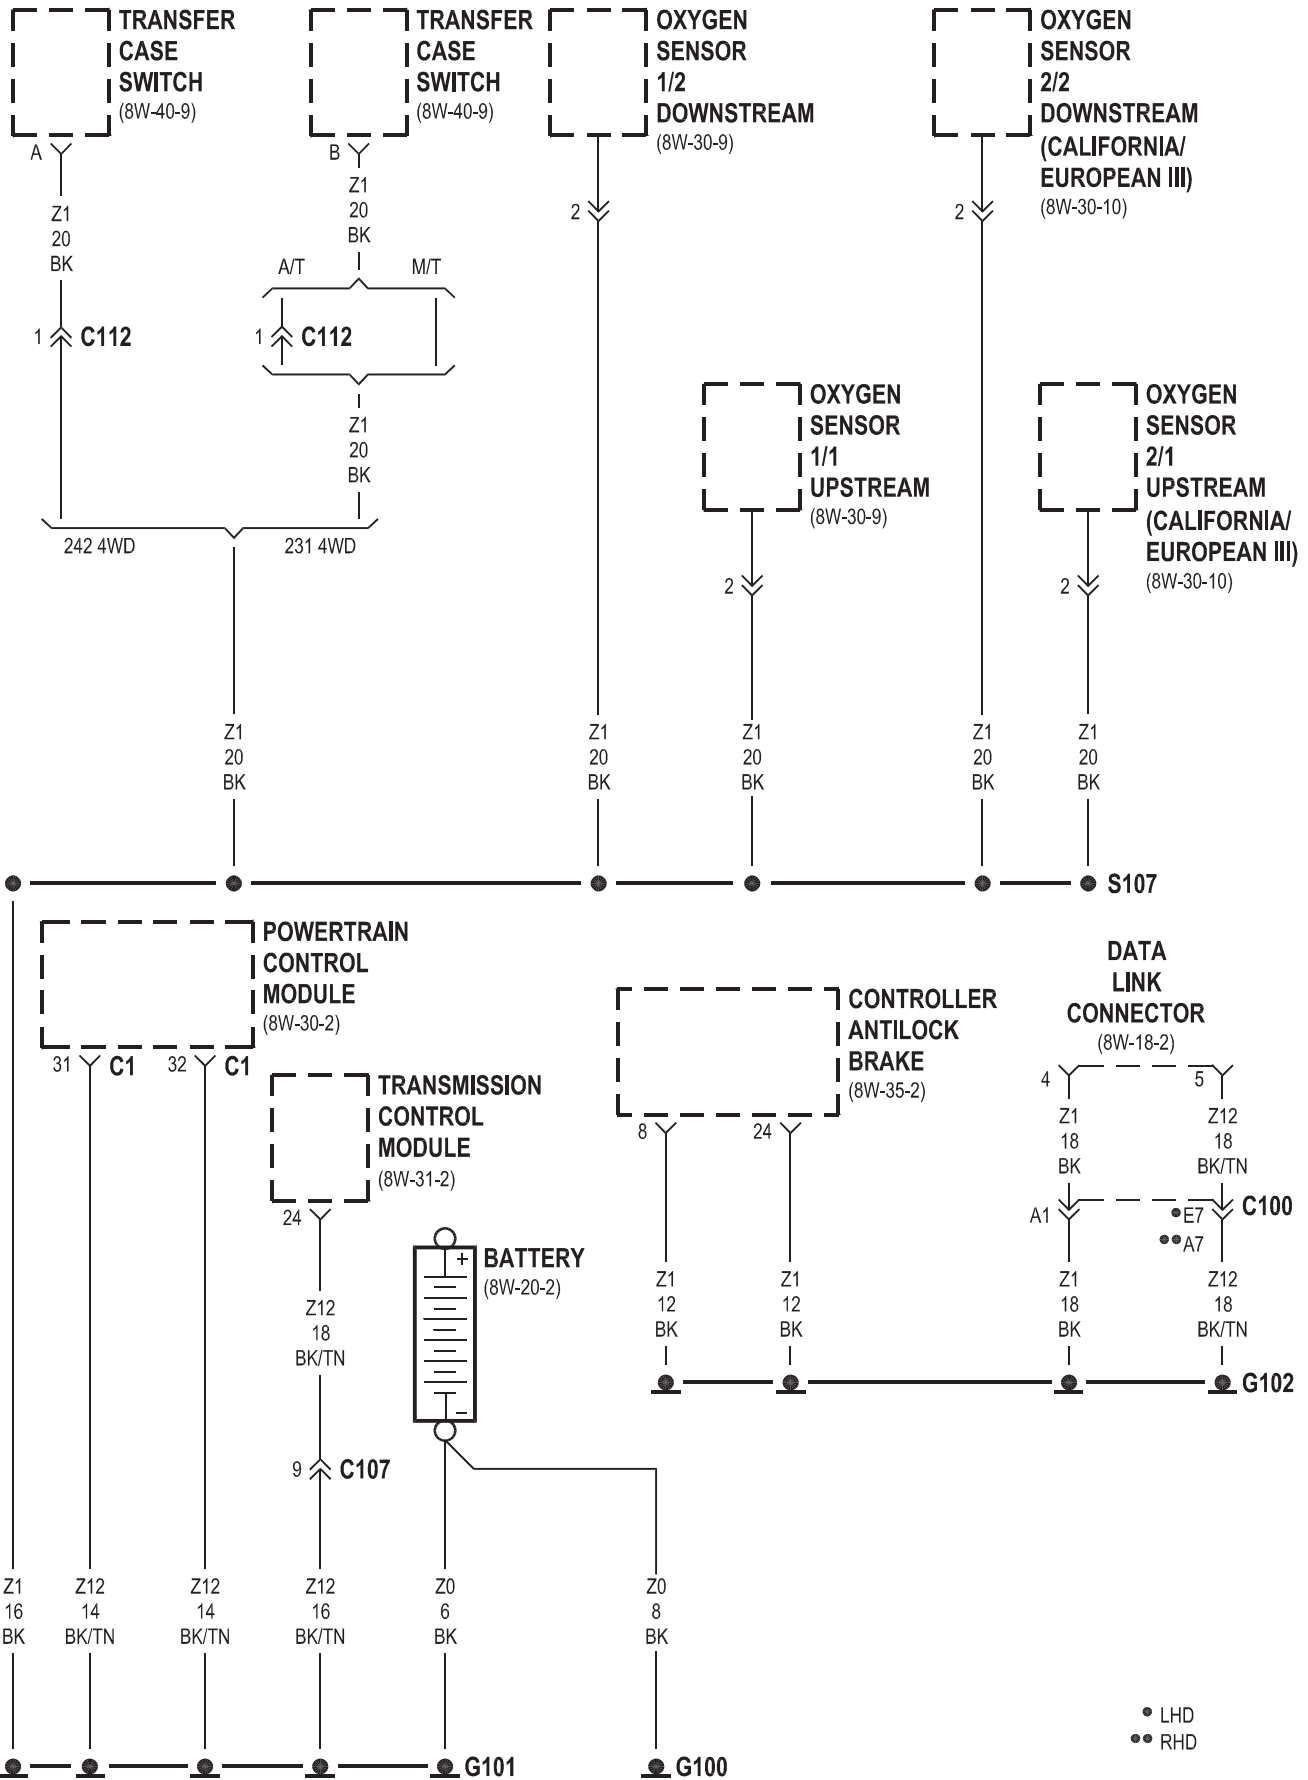 TRANSFER
CASE
SWITCH
(8W-40-9)
A
Z1
20
BK
1
C112
242 4WD
TRANSFER
CASE
SWITCH
(8W-40-9)
B
Z1
20
BK
A/T
M/T
1
C112
Z1
20
BK
231 4WD
Z1
20
BK
OXYGEN
SENSOR
1/2
DOWNSTREAM
(8W-30-9)
2
Z1
20
BK
OXYGEN
SENSOR
1/1
UPSTREAM
(8W-30-9)
2
Z1
20
BK
OXYGEN
SENSOR
2/2
DOWNSTREAM
(CALIFORNIA/
EUROPEAN III)
(8W-30-10)
2
Z1
20
BK
OXYGEN
SENSOR
2/1
UPSTREAM
(CALIFORNIA/
EUROPEAN III)
(8W-30-10)
2
Z1
20
BK
S107
POWERTRAIN
CONTROL
MODULE
(8W-30-2)
31
C1
32
C1
TRANSMISSION
CONTROL
MODULE
(8W-31-2)
24
Z12
18
BK/TN
9
C107
BATTERY
(8W-20-2)
+
−
CONTROLLER
ANTILOCK
BRAKE
(8W-35-2)
8
24
Z1
12
BK
Z1
12
BK
DATA
LINK
CONNECTOR
(8W-18-2)
4
5
Z1
18
BK
Z12
18
BK/TN
A1
E7
A7
C100
Z1
18
BK
Z12
18
BK/TN
G102
Z1
16
BK
Z12
14
BK/TN
Z12
14
BK/TN
Z12
16
BK/TN
Z0
6
BK
Z0
8
BK
G101
G100
LHD
RHD